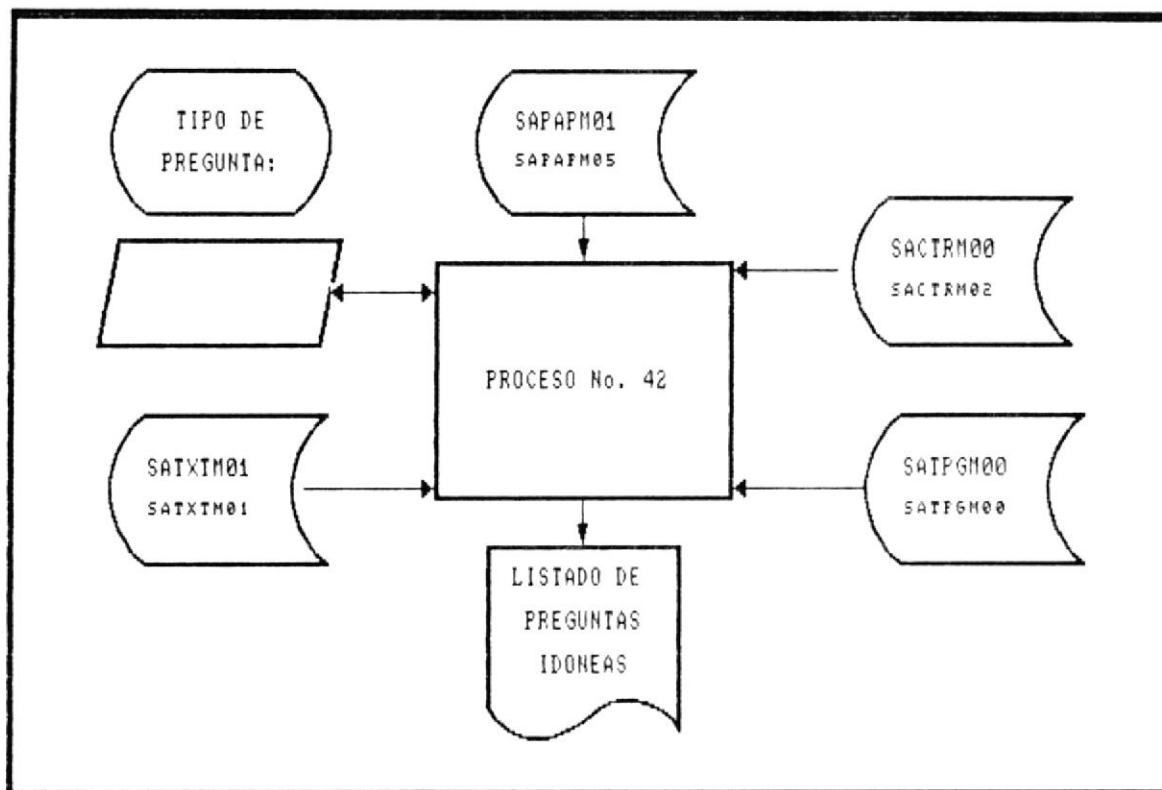 TIPO DE
PREGUNTA:
SAPAPM01
SAPAPM05
SACTRM00
SACTRM02
PROCESO No. 42
SATXTM01
SATXTM01
SATPGM00
SATPGM00
LISTADO DE
PREGUNTAS
IDONEAS